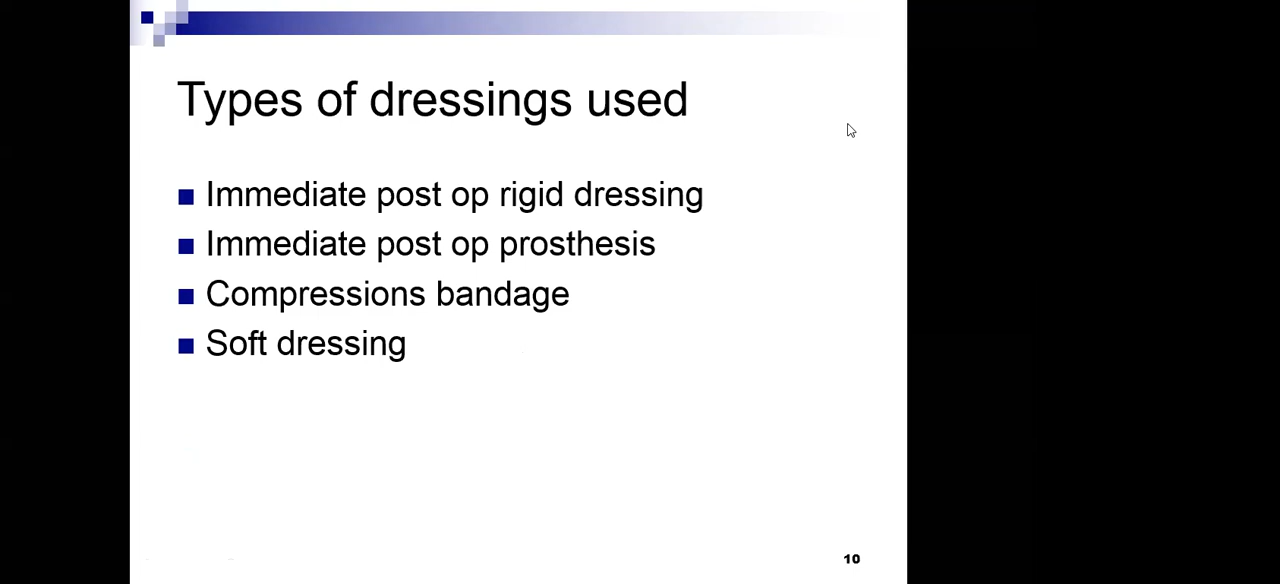 Types of dressings used
Immediate post op rigid dressing
Immediate post op prosthesis
Compressions bandage
Soft dressing
10